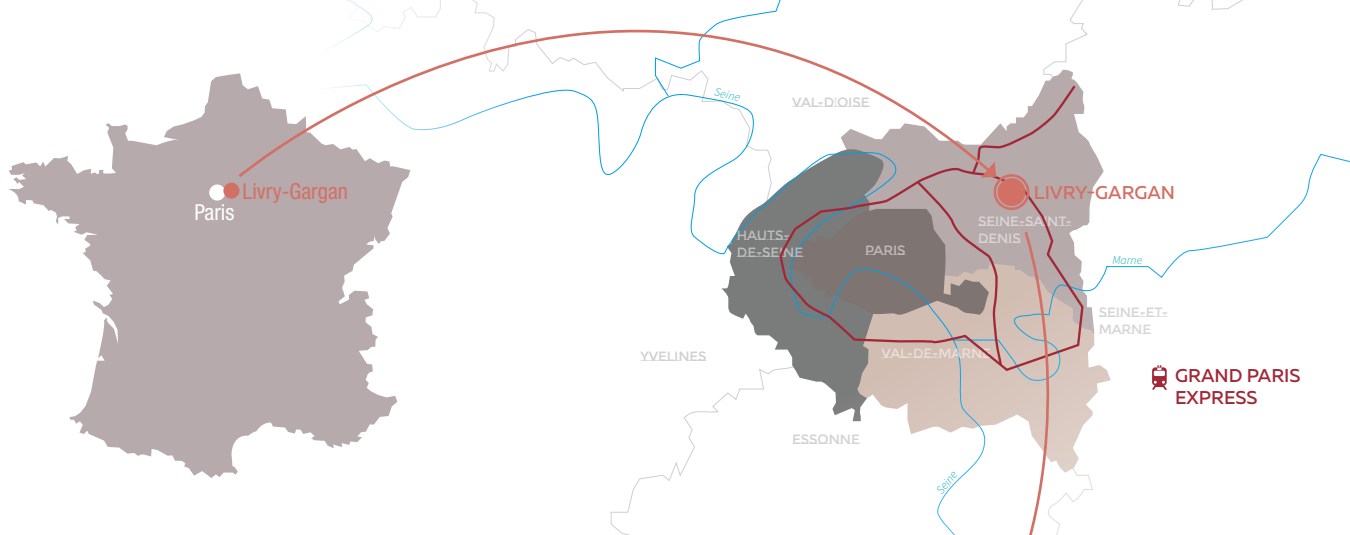 Livry-Gargan
Paris
Seine
VAL-D'OISE
LIVRY-GARGAN
SEINE-SAINT-
DENIS
HAUTS-
DE-SEINE
PARIS
Marne
SEINE-ET-
MARNE
YVELINES
VAL-DE-MARNE
GRAND PARIS
EXPRESS
ESSONNE
Seine